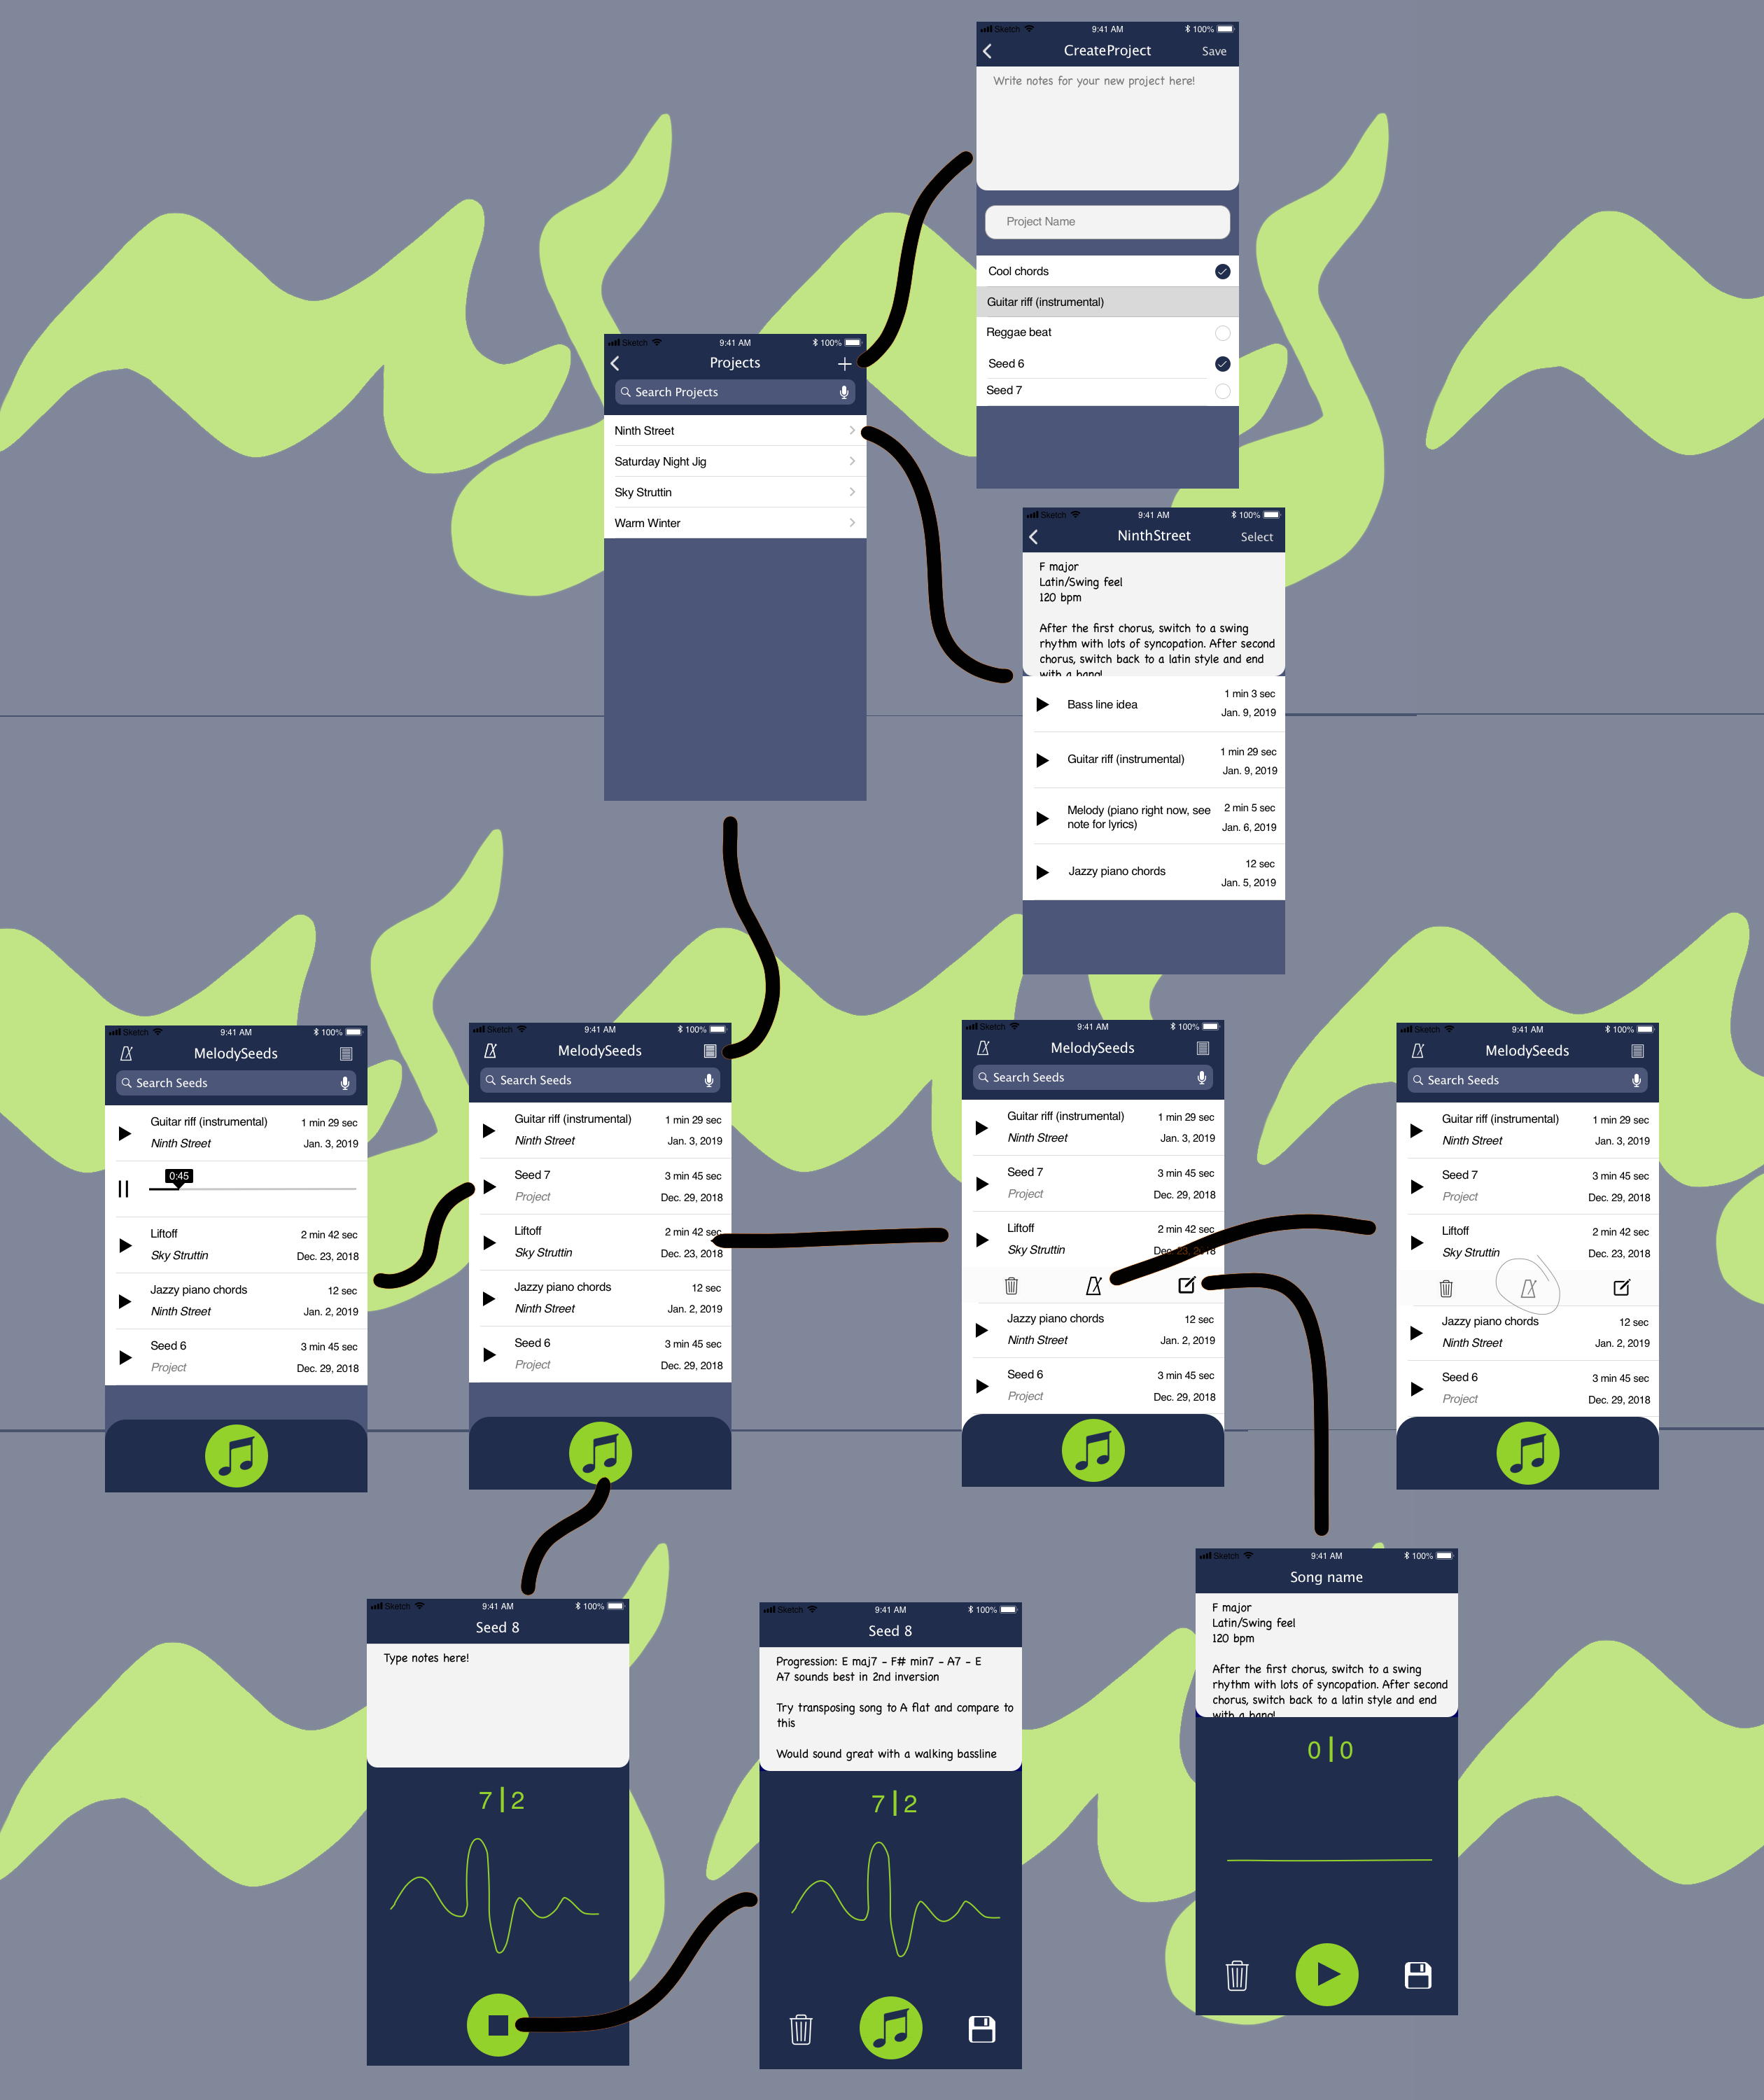 Sketch 9:41 AM 100%
CreateProject Save
Write notes for your new project here!
Project Name
Cool chords
Guitar riff (instrumental)
Reggae beat
Seed 6
Seed 7
Sketch 9:41 AM 100%
Projects
Search Projects
Ninth Street
Saturday Night Jig
Sky Struttin
Warm Winter
Sketch 9:41 AM 100%
NinthStreet Select
F major
Latin/Swing feel
120 bpm
After the first chorus, switch to a swing
rhythm with lots of syncopation. After second
chorus, switch back to a latin style and end
with a bang!
Bass line idea 1 min 3 sec
Jan. 9, 2019
Guitar riff (instrumental) 1 min 29 sec
Jan. 9, 2019
Melody (piano right now, see 2 min 5 sec
note for lyrics) Jan. 6, 2019
Jazzy piano chords 12 sec
Jan. 5, 2019
Sketch 9:41 AM 100%
MelodySeeds
Search Seeds
Guitar riff (instrumental) 1 min 29 sec
Ninth Street Jan. 3, 2019
0:45
Liftoff 2 min 42 sec
Sky Struttin Dec. 23, 2018
Jazzy piano chords 12 sec
Ninth Street Jan. 2, 2019
Seed 6 3 min 45 sec
Project Dec. 29, 2018
Sketch 9:41 AM 100%
MelodySeeds
Search Seeds
Guitar riff (instrumental) 1 min 29 sec
Ninth Street Jan. 3, 2019
Seed 7 3 min 45 sec
Project Dec. 29, 2018
Liftoff 2 min 42 sec
Sky Struttin Dec. 23, 2018
Jazzy piano chords 12 sec
Ninth Street Jan. 2, 2019
Seed 6 3 min 45 sec
Project Dec. 29, 2018
Sketch 9:41 AM 100%
MelodySeeds
Search Seeds
Guitar riff (instrumental) 1 min 29 sec
Ninth Street Jan. 3, 2019
Seed 7 3 min 45 sec
Project Dec. 29, 2018
Liftoff 2 min 42 sec
Sky Struttin Dec. 23, 2018
Jazzy piano chords 12 sec
Ninth Street Jan. 2, 2019
Seed 6 3 min 45 sec
Project Dec. 29, 2018
Sketch 9:41 AM 100%
MelodySeeds
Search Seeds
Guitar riff (instrumental) 1 min 29 sec
Ninth Street Jan. 3, 2019
Seed 7 3 min 45 sec
Project Dec. 29, 2018
Liftoff 2 min 42 sec
Sky Struttin Dec. 23, 2018
Jazzy piano chords 12 sec
Ninth Street Jan. 2, 2019
Seed 6 3 min 45 sec
Project Dec. 29, 2018
Sketch 9:41 AM 100%
Seed 8
Type notes here!
7|2
Sketch 9:41 AM 100%
Seed 8
Progression: E maj7 - F# min7 - A7 - E
A7 sounds best in 2nd inversion
Try transposing song to A flat and compare to
this
Would sound great with a walking bassline
7|2
Sketch 9:41 AM 100%
Song name
F major
Latin/Swing feel
120 bpm
After the first chorus, switch to a swing
rhythm with lots of syncopation. After second
chorus, switch back to a latin style and end
with a bang!
0|0